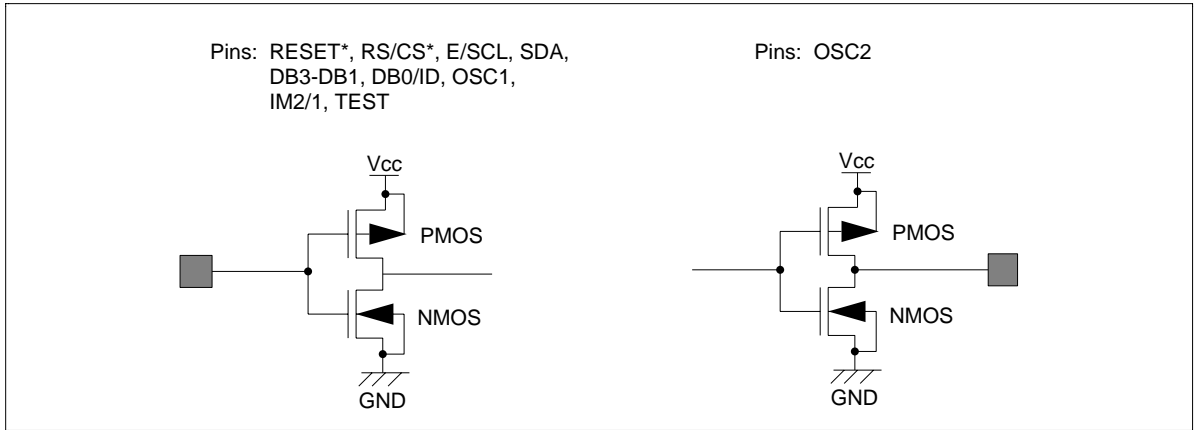 Pins: RESET*, RS/CS*, E/SCL, SDA,
DB3-DB1, DB0/ID, OSC1,
IM2/1, TEST
Vcc
PMOS
NMOS
GND
Pins: OSC2
Vcc
PMOS
NMOS
GND